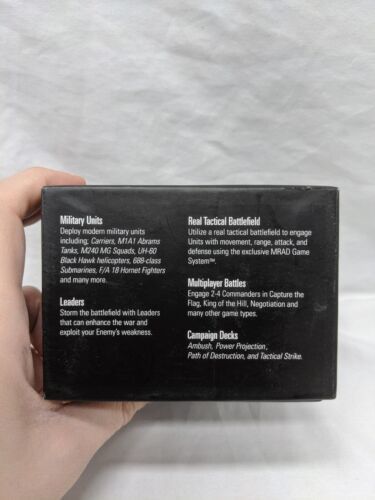 Military Units
Deploy modern military units
including, Carriers, M1A1 Abrams
Tanks, M240 MG Squads, UH-60
Black Hawk helicopters, 688-class
Submarines, F/A 18 Hornet Fighters
and many more.
Leaders
Storm the battlefield with Leaders
that can enhance the war and
exploit your Enemy's weakness.
Real Tactical Battlefield
Utilize a real tactical battlefield to engage
Units with movement, range, attack, and
defense using the exclusive MRAD Game
System™.
Multiplayer Battles
Engage 2-4 Commanders in Capture the
Flag, King of the Hill, Negotiation and
many other game types.
Campaign Decks
Ambush, Power Projection,
Path of Destruction, and Tactical Strike.